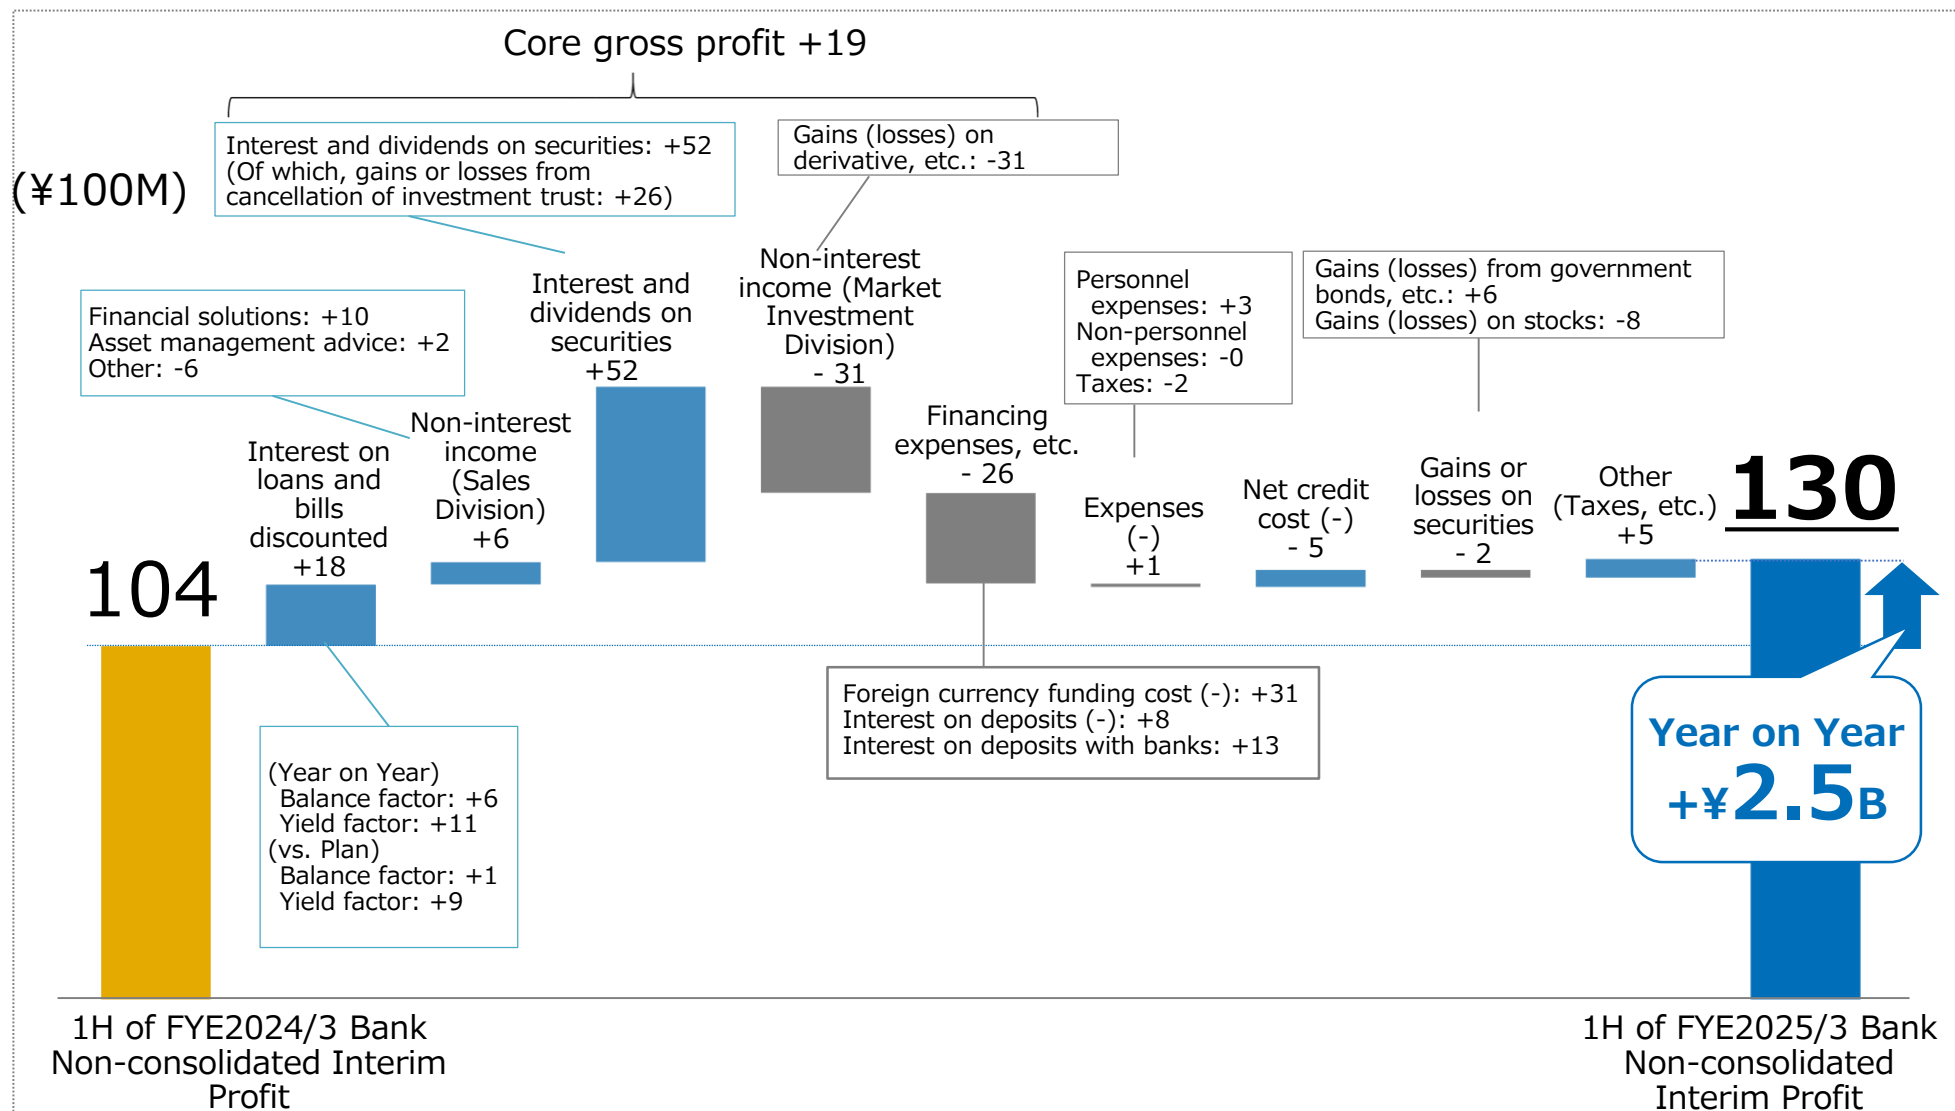 Core gross profit +19
(¥100M)
Interest and dividends on securities: +52
(Of which, gains or losses from
cancellation of investment trust: +26)
Gains (losses) on
derivative, etc.: -31
Financial solutions: +10
Asset management advice: +2
Other: -6
Personnel
expenses: +3
Non-personnel
expenses: -0
Taxes: -2
Gains (losses) from government
bonds, etc.: +6
Gains (losses) on stocks: -8
104
Interest on
loans and
bills
discounted
+18
Non-interest
income
(Sales
Division)
+6
Interest and
dividends on
securities
+52
Non-interest
income (Market
Investment
Division)
- 31
Financing
expenses, etc.
- 26
Expenses
(-)
+1
Net credit
cost (-)
- 5
Gains or
losses on
securities
- 2
Other
(Taxes, etc.)
+5
130
(Year on Year)
Balance factor: +6
Yield factor: +11
(vs. Plan)
Balance factor: +1
Yield factor: +9
Foreign currency funding cost (-): +31
Interest on deposits (-): +8
Interest on deposits with banks: +13
Year on Year
+¥2.5B
1H of FYE2024/3 Bank
Non-consolidated Interim
Profit
1H of FYE2025/3 Bank
Non-consolidated
Interim Profit